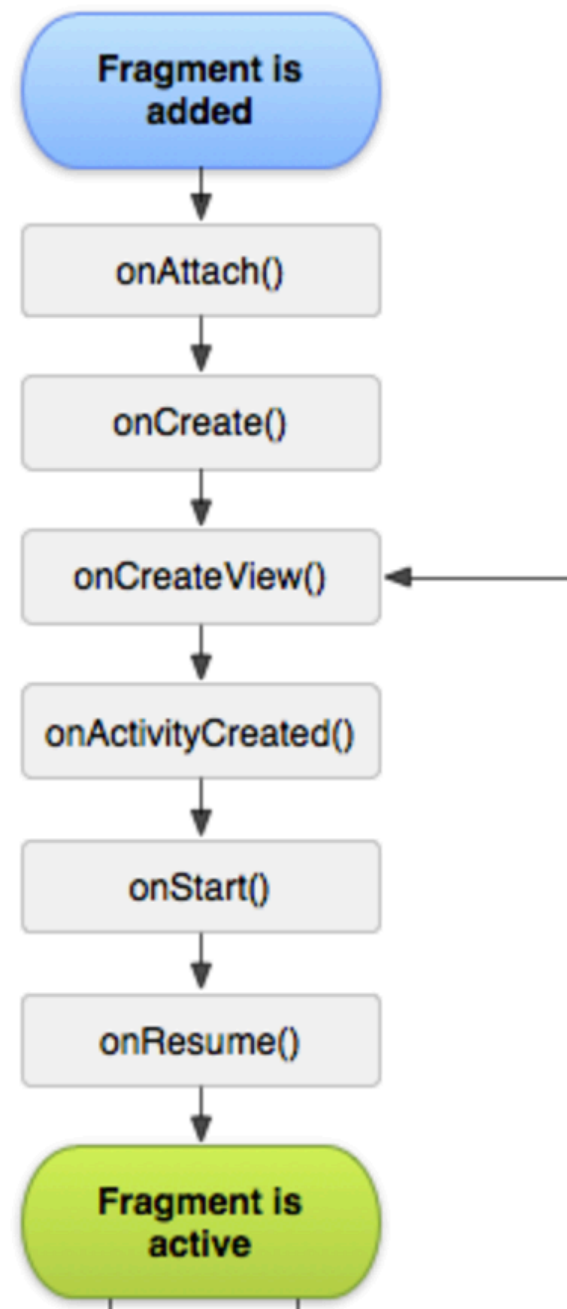 Fragment is
added
onAttach()
onCreate()
onCreateView()
onActivityCreated()
onStart()
onResume()
Fragment is
active